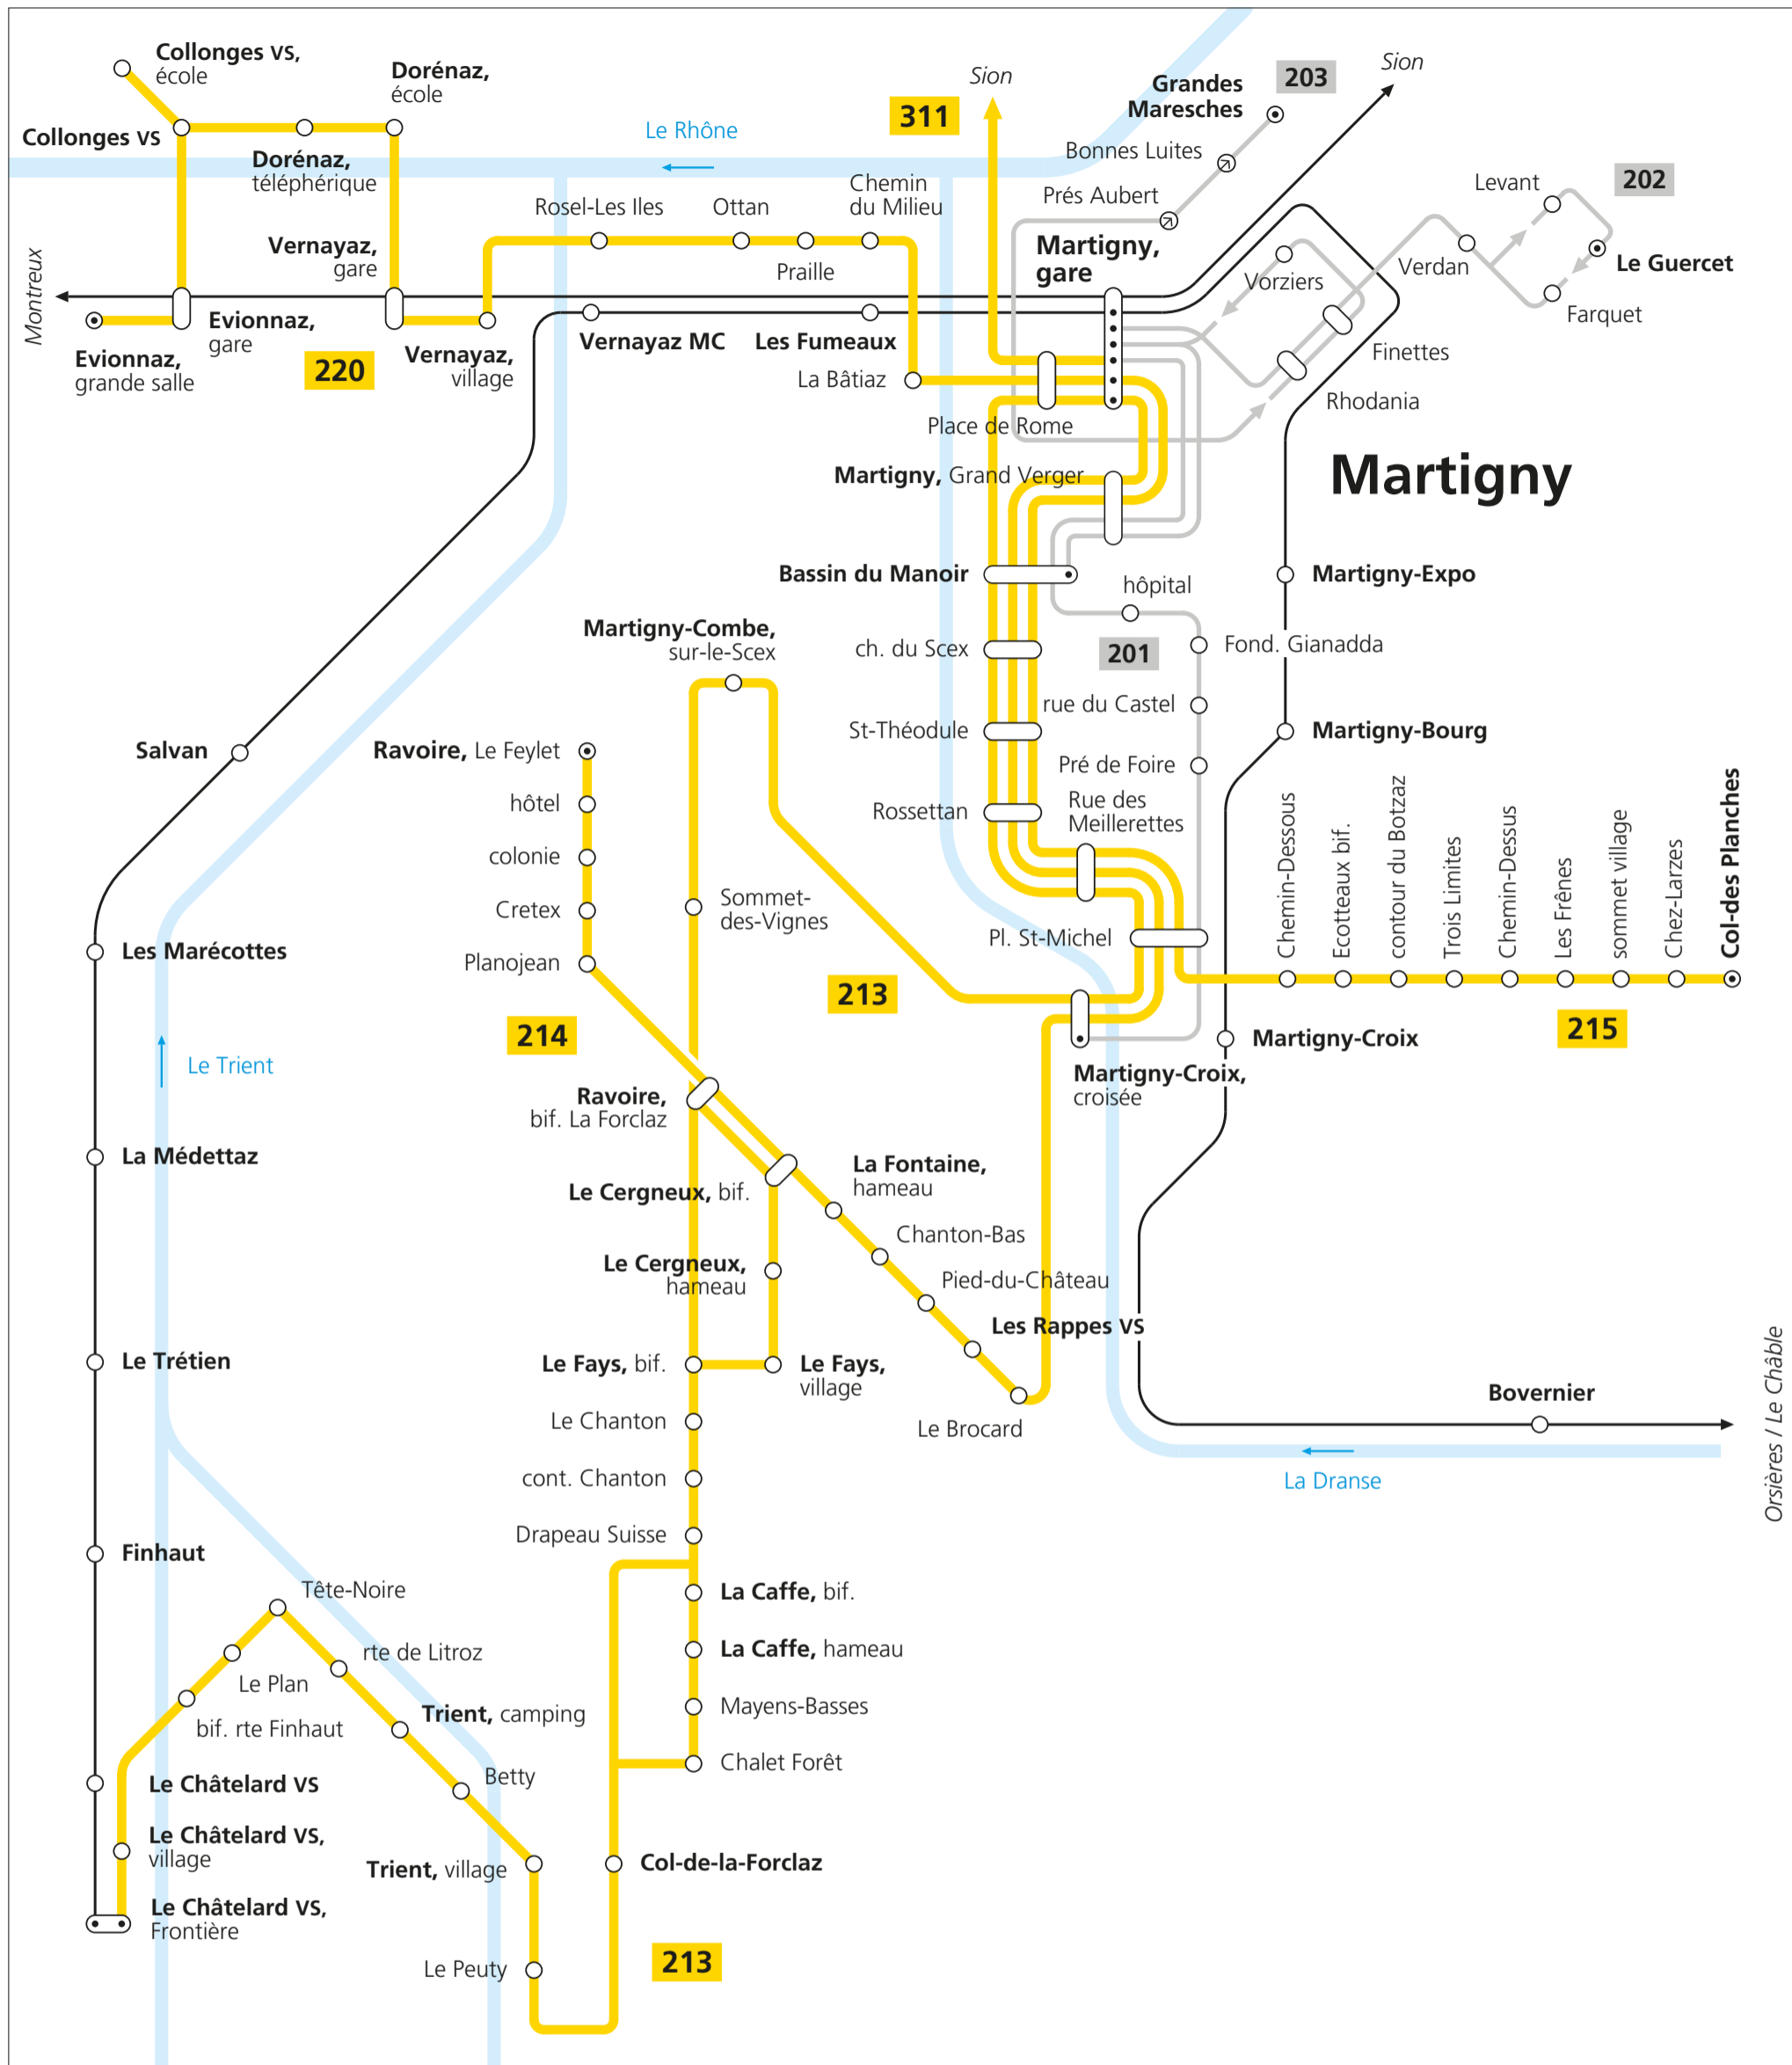 Collonges VS,
école
Dorénaz,
école
Collonges VS
Dorénaz,
téléphérique
Le Rhône
Sion
311
Grandes
Maresches
203
Sion
Bonnes Luites
Prés Aubert
Levant
202
Rosel-Les Iles
Ottan
Chemin
du Milieu
Praille
Martigny,
gare
Vorziers
Verdan
Le Guercet
Farquet
Montreux
Vernayaz,
gare
Evionnaz,
gare
Evionnaz,
grande salle
220
Vernayaz,
village
Vernayaz MC
Les Fumeaux
La Bâtiaz
Finettes
Rhodania
Place de Rome
Martigny, Grand Verger
Martigny
Bassin du Manoir
Martigny-Expo
hôpital
Martigny-Combe,
sur-le-Scex
ch. du Scex
201
Fond. Gianadda
rue du Castel
Salvan
Ravoire, Le Feylet
St-Théodule
Martigny-Bourg
Pré de Foire
hôtel
Rossettan
Rue des
Meillerettes
colonie
Cretex
Sommet-
des-Vignes
Planojean
Pl. St-Michel
Chemin-Dessous
Ecotteaux bif.
contour du Botzaz
Trois Limites
Chemin-Dessus
Les Frênes
sommet village
Chez-Larzes
Col-des Planches
Les Marécottes
213
214
215
Le Trient
Martigny-Croix
Martigny-Croix,
croisée
Ravoire,
bif. La Forclaz
La Médettaz
La Fontaine,
hameau
Le Cergneux, bif.
Chanton-Bas
Le Cergneux,
hameau
Pied-du-Château
Les Rappes VS
Le Trétien
Le Fays, bif.
Le Fays,
village
Bovernier
Orsières / Le Châble
Le Chanton
Le Brocard
cont. Chanton
La Dranse
Drapeau Suisse
Finhaut
Tête-Noire
La Caffe, bif.
rte de Litroz
La Caffe, hameau
Le Plan
Trient, camping
Mayens-Basses
bif. rte Finhaut
Chalet Forêt
Le Châtelard VS
Betty
Le Châtelard VS,
village
Trient, village
Col-de-la-Forclaz
Le Châtelard VS,
Frontière
Le Peuty
213